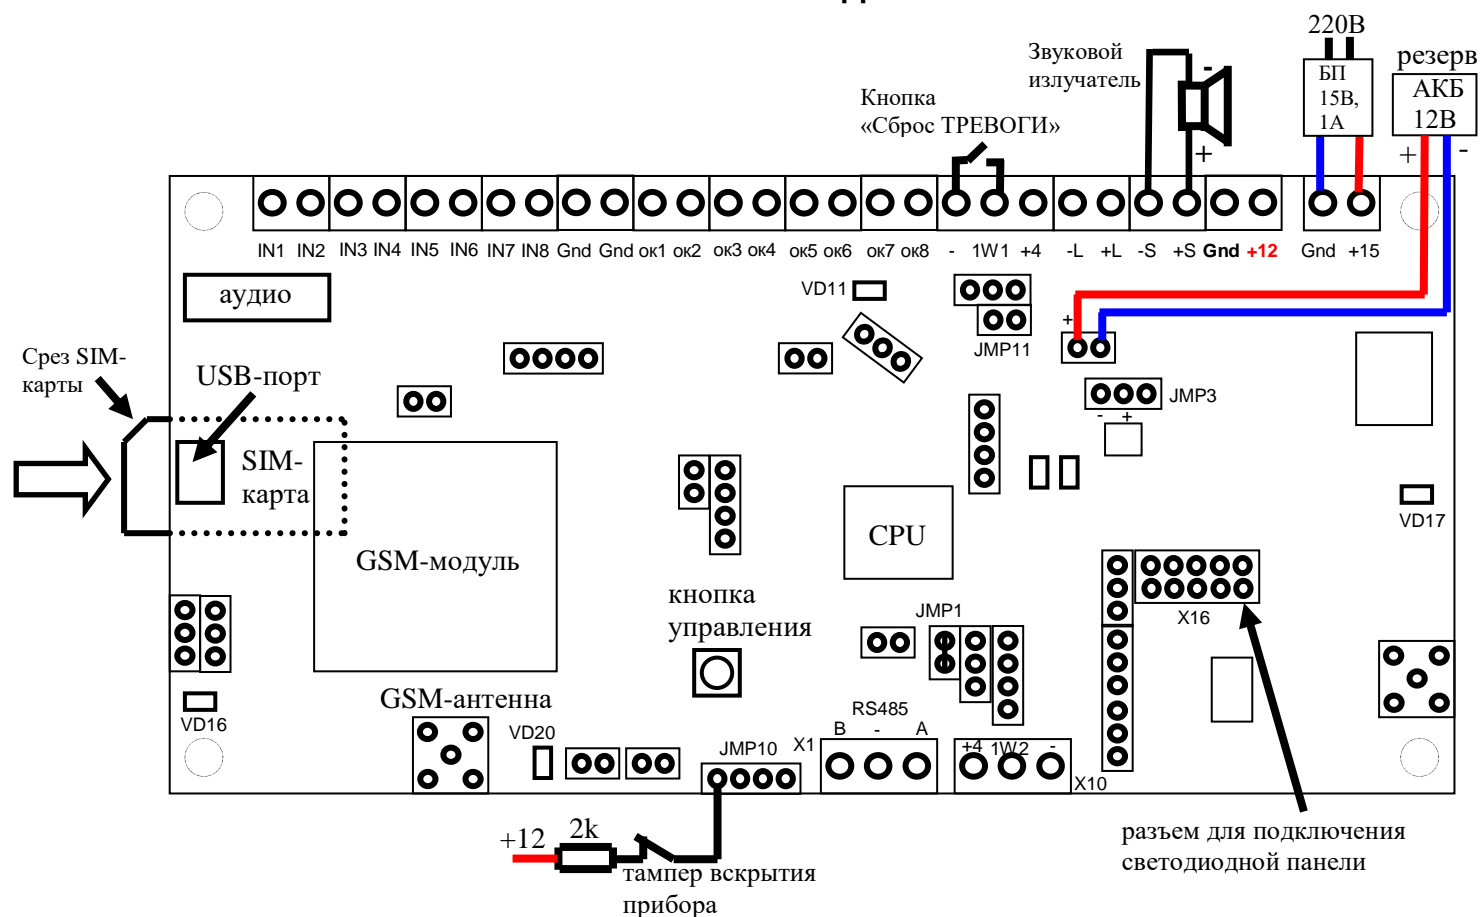 220В
Звуковой
излучатель
-
БП
15В,
1А
резерв
АКБ
12В
+ -
Кнопка
«Сброс ТРЕВОГИ»
+
IN1 IN2 IN3 IN4 IN5 IN6 IN7 IN8 Gnd Gnd ок1 ок2 ок3 ок4 ок5 ок6 ок7 ок8 - 1W1 +4 -L +L -S +S Gnd +12 Gnd +15
аудио
VD11
JMP11
+
Срез SIM-
карты
USB-порт
JMP3
- +
SIM-
карта
CPU
VD17
GSM-модуль
кнопка
управления
JMP1
X16
GSM-антенна
VD16
VD20
RS485
B - A
X1
JMP10
+4 1W2 -
X10
+12
2k
тампер вскрытия
прибора
разъем для подключения
светодиодной панели